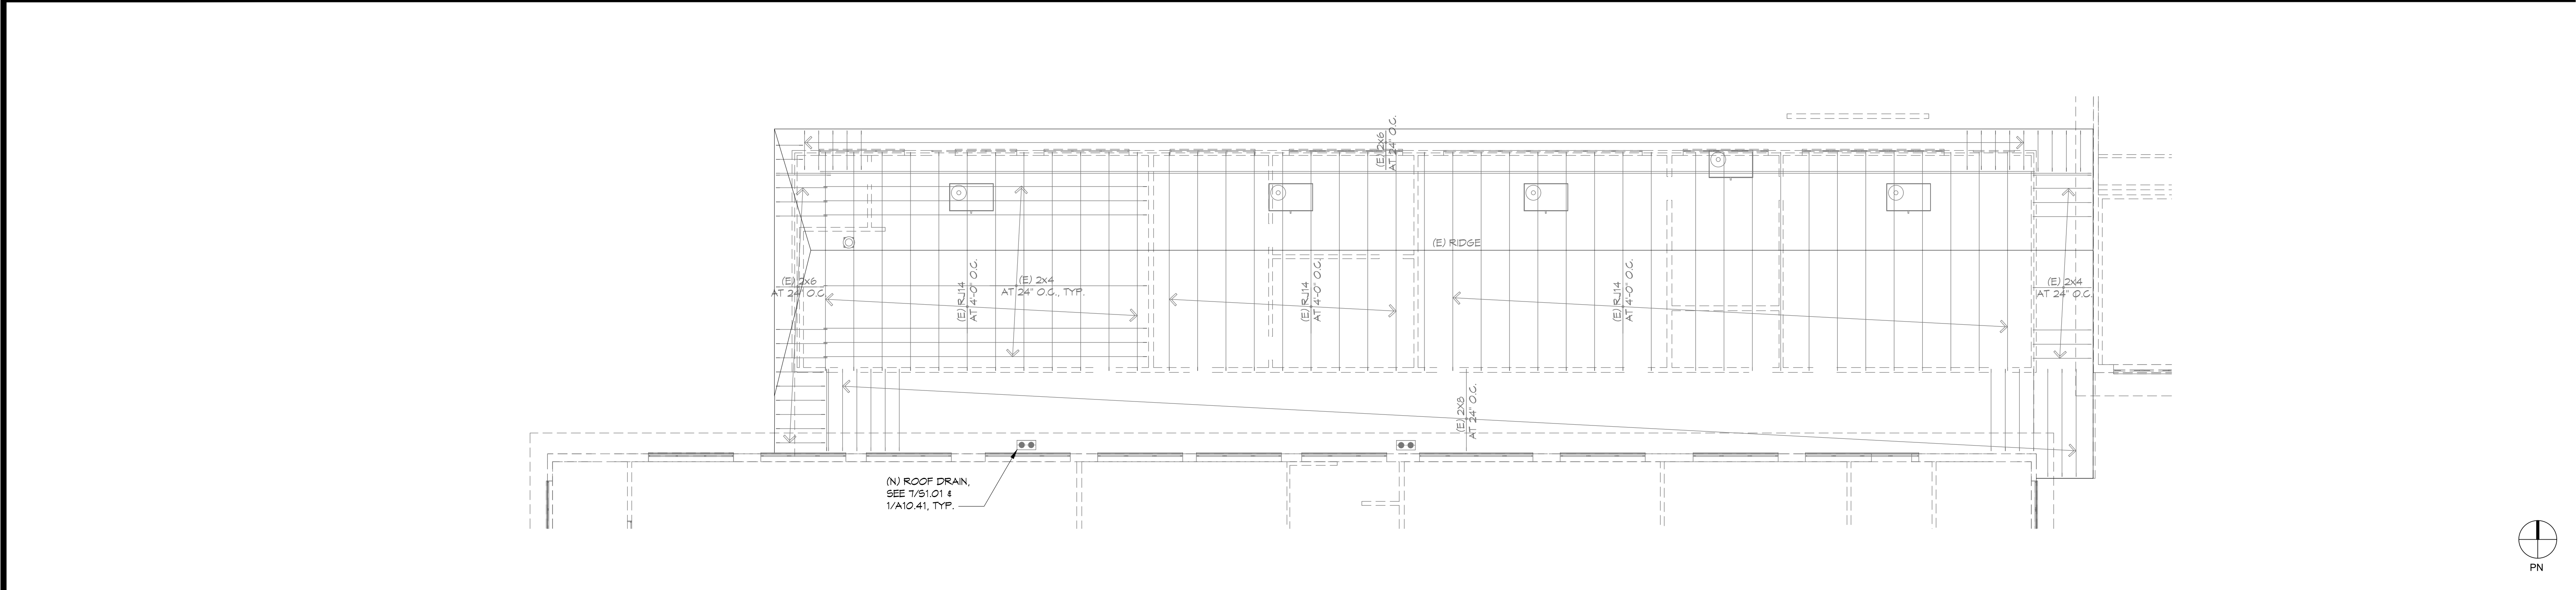 (E) 2x6
AT 24" O.C.
(E) RIDGE
(E) 2x6
AT 24" O.C.
(E) RJ14
AT 4'-0" O.C.
(E) 2x4
AT 24" O.C., TYP.
(E) RJ14
AT 4'-0" O.C.
(E) RJ14
AT 4'-0" O.C.
(E) 2x4
AT 24" O.C.
(E) 2X8
AT 24" O.C.
(N) ROOF DRAIN,
SEE 7/S1.01 &
1/A10.41, TYP.
PN